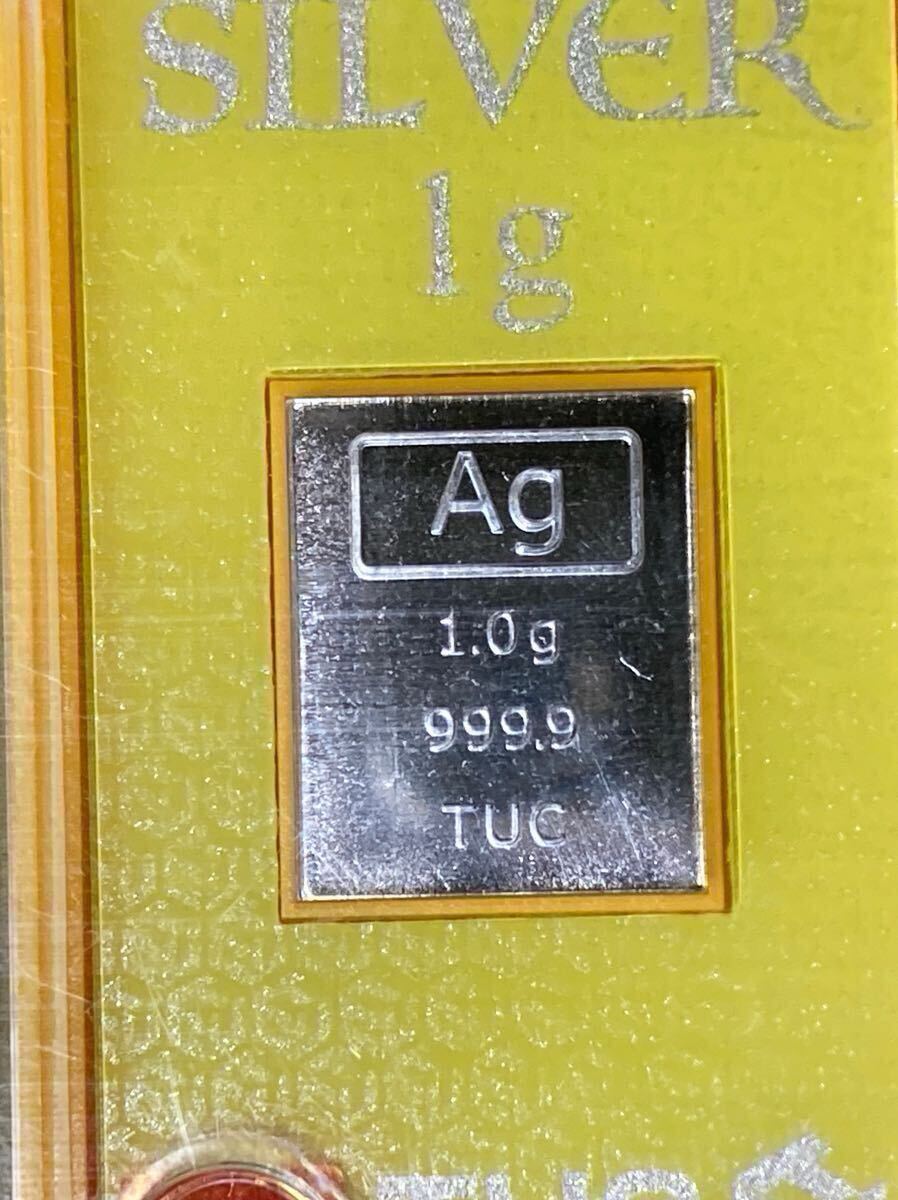 SILVER
1g
Ag
1.0g
999.9
TUC